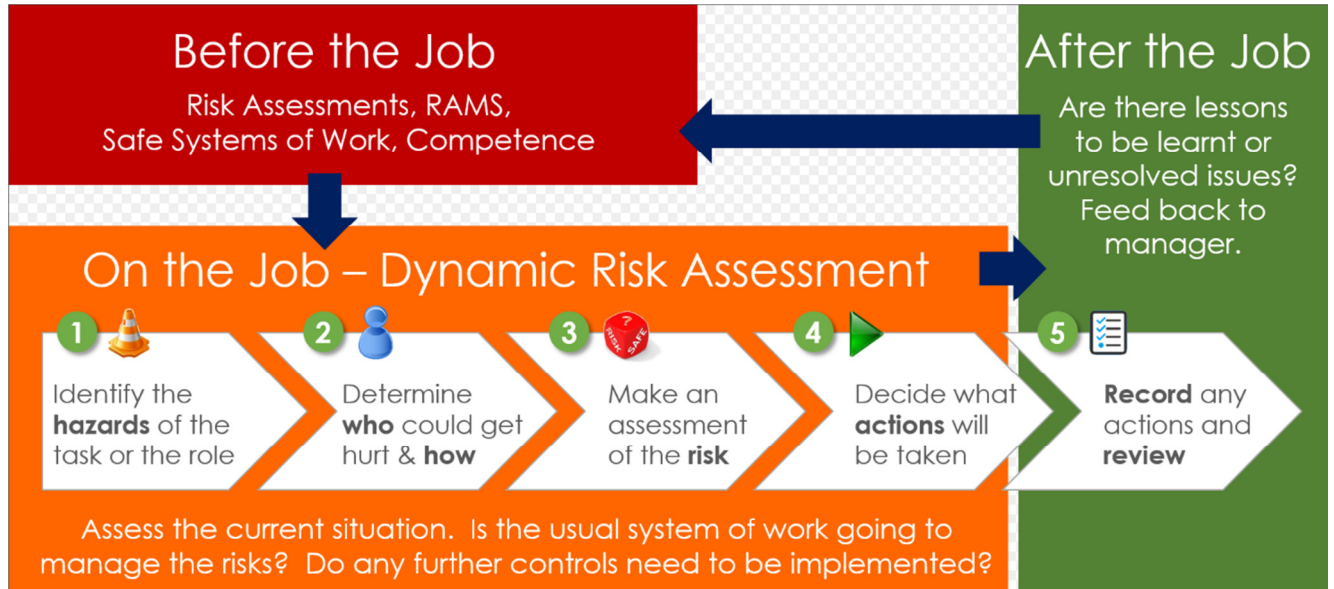 Before the Job
Risk Assessments, RAMS,
Safe Systems of Work, Competence
After the Job
Are there lessons
to be learnt or
unresolved issues?
Feed back to
manager.
On the Job – Dynamic Risk Assessment
1
Identify the
hazards of the
task or the role
2
Determine
who could get
hurt & how
3
?
RISK
SAFE
Make an
assessment
of the risk
4
Decide what
actions will
be taken
5
Record any
actions and
review
Assess the current situation.  Is the usual system of work going to
manage the risks?  Do any further controls need to be implemented?